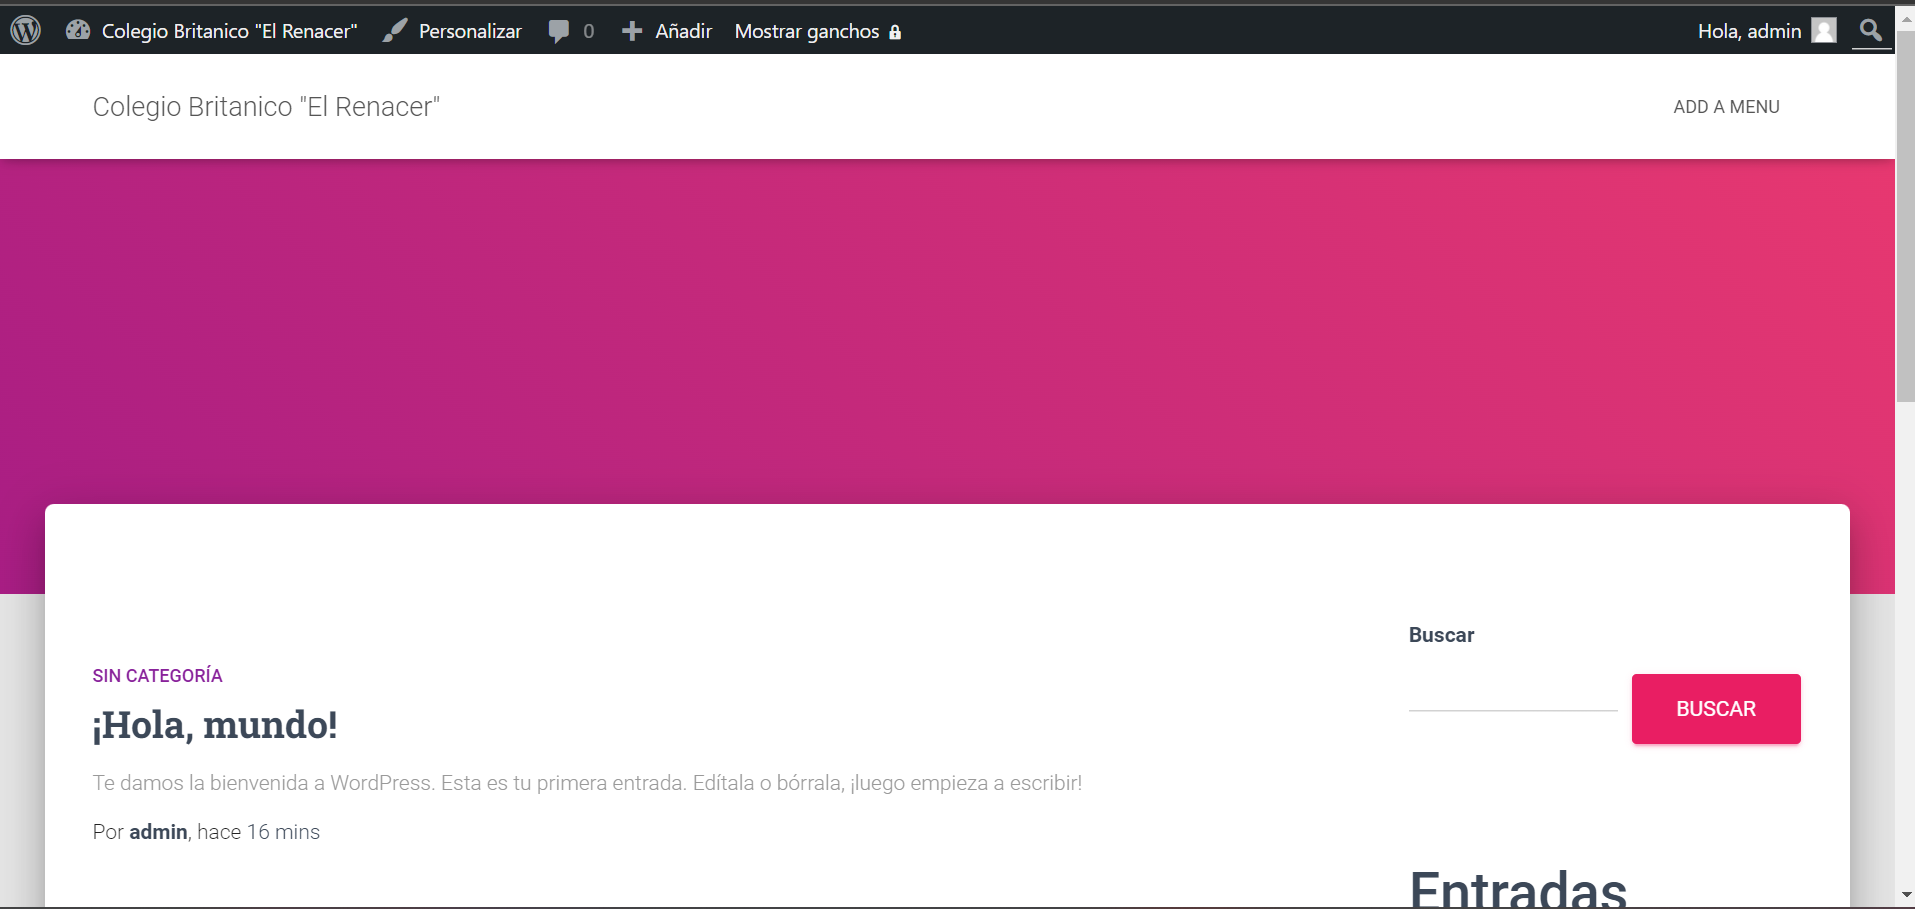 Colegio Britanico "El Renacer" Personalizar 0 Añadir Mostrar ganchos Hola, admin
Colegio Britanico "El Renacer" ADD A MENU
Buscar
SIN CATEGORÍA
BUSCAR
¡Hola, mundo!
Te damos la bienvenida a WordPress. Esta es tu primera entrada. Edítala o bórrala, ¡luego empieza a escribir!
Por admin, hace 16 mins
Entradas